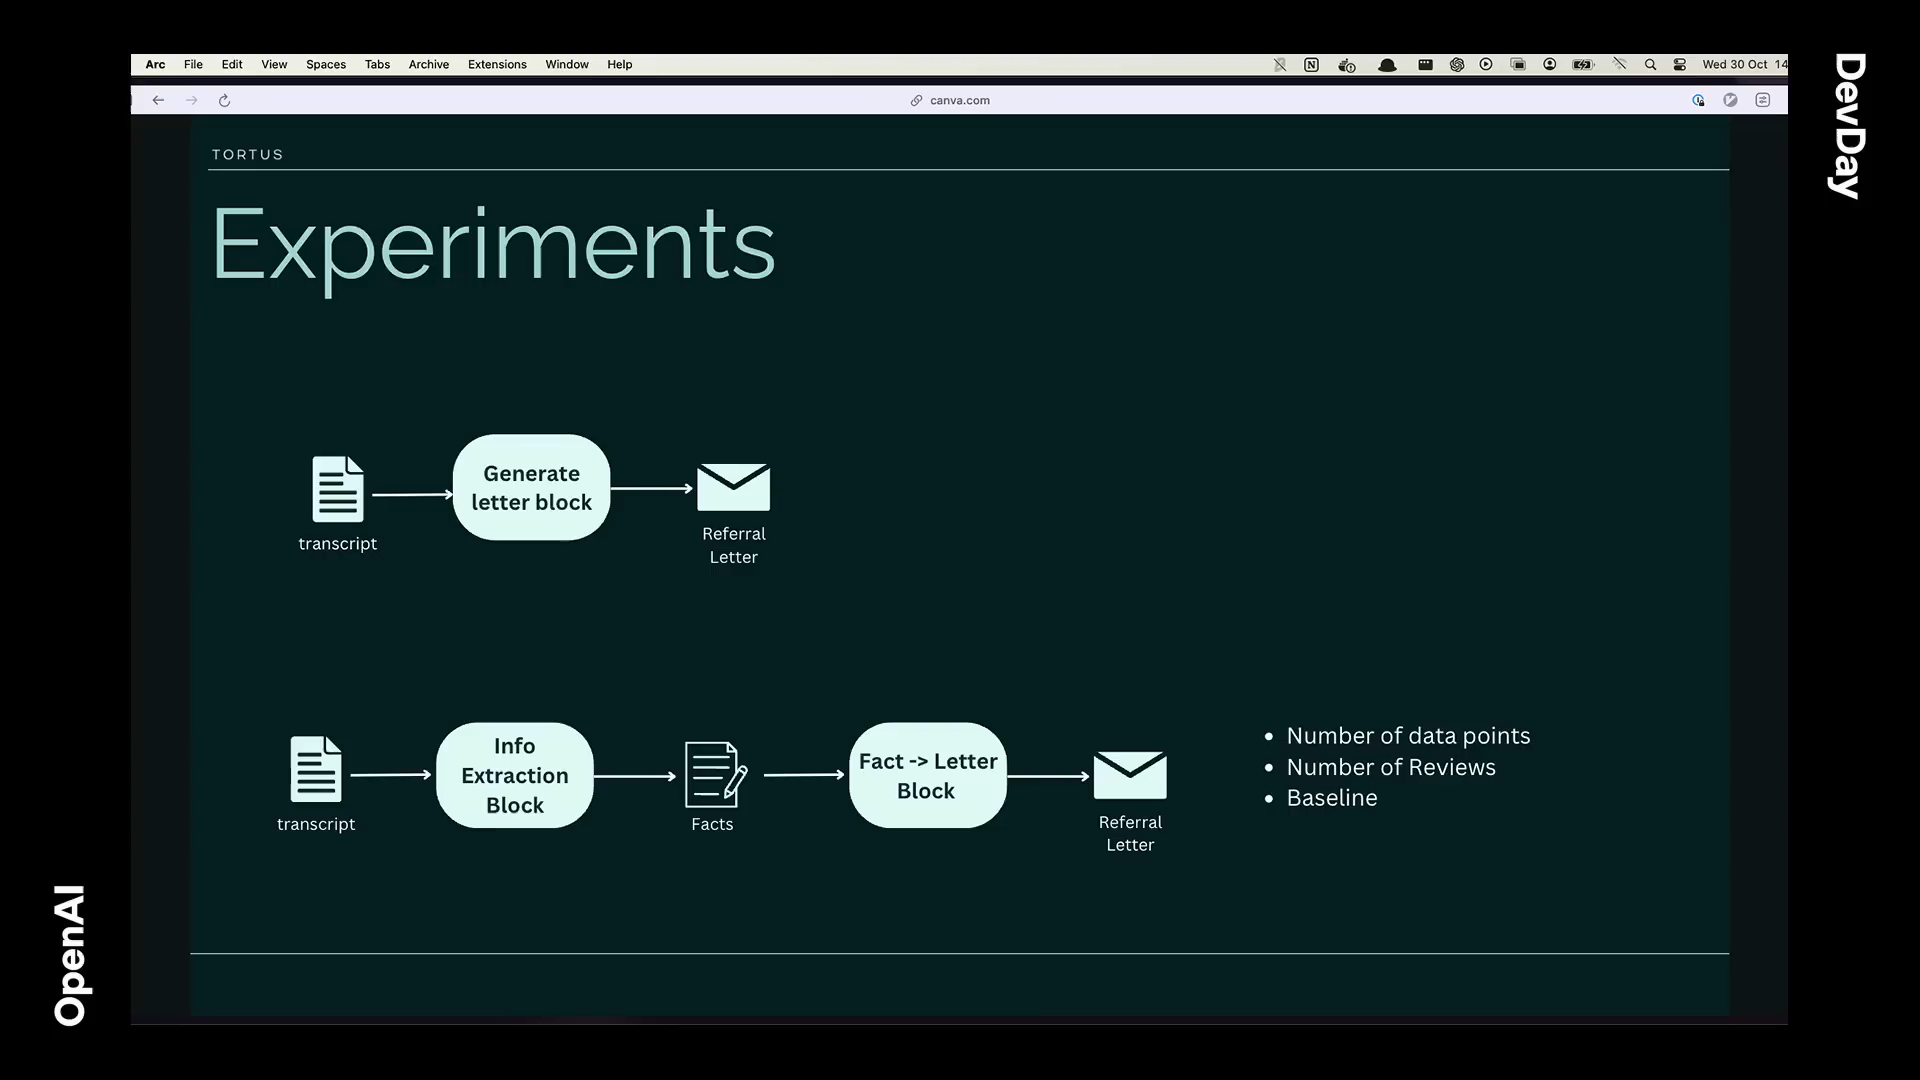 Arc File Edit View Spaces Tabs Archive Extensions Window Help
Wed 30 Oct 14
canva.com
DevDay
TORTUS
Experiments
Generate
letter block
transcript
Referral
Letter
Info
Extraction
Block
transcript
Facts
Fact -> Letter
Block
Referral
Letter
• Number of data points
• Number of Reviews
• Baseline
OpenAI